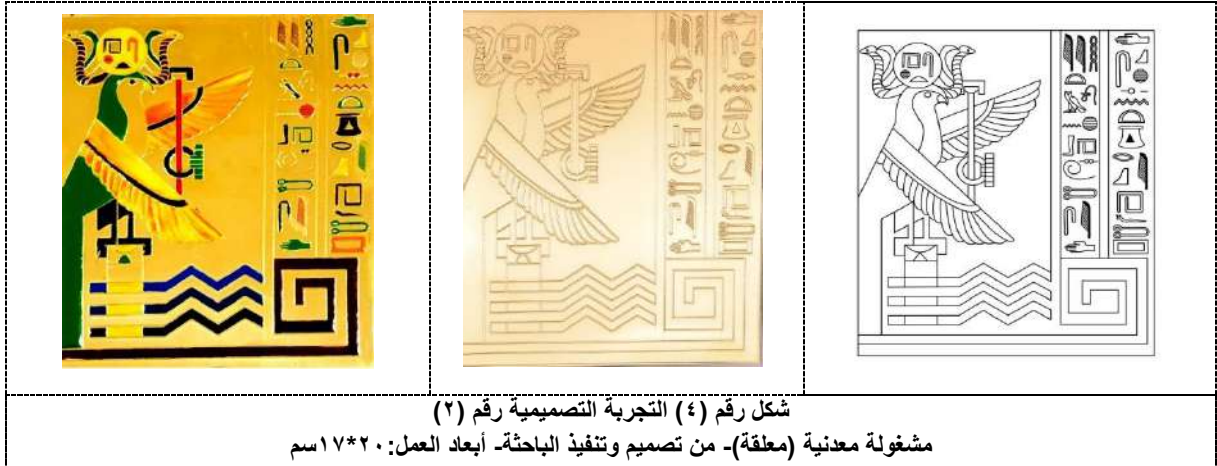 شكل رقم (٤) التجربة التصميمية رقم (٢)
مشغولة معدنية (معلقة)- من تصميم وتنفيذ الباحثة- أبعاد العمل: ٢٠*١٧سم